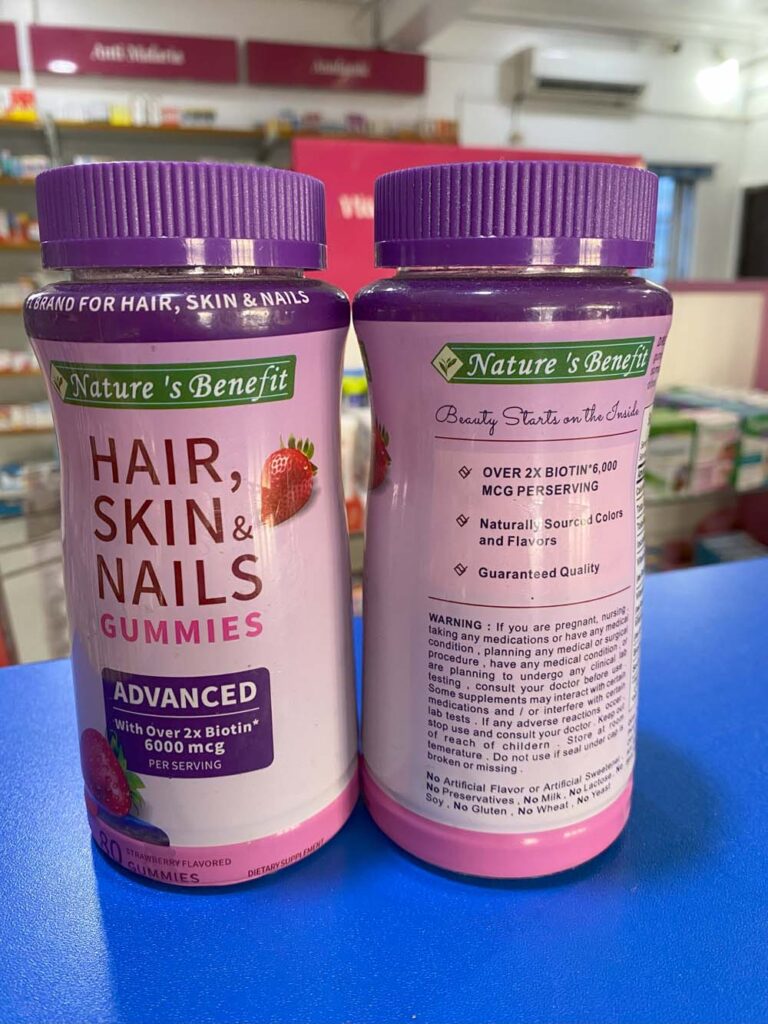 Anti Malaria
#1 BRAND FOR HAIR, SKIN & NAILS
Nature 's Benefit
HAIR,
SKIN &
NAILS
GUMMIES
ADVANCED
With Over 2x Biotin*
6000 mcg
PER SERVING
80 STRAWBERRY FLAVORED
GUMMIES
DIETARY SUPPLEMENT
Nature 's Benefit
Beauty Starts on the Inside
OVER 2X BIOTIN*6,000
MCG PERSERVING
Naturally Sourced Colors
and Flavors
Guaranteed Quality
WARNING : If you are pregnant, nursing,
taking any medications or have any medical
condition , planning any medical or surgical
procedure , have any medical condition or
are planning to undergo any clinical lab
testing , consult your doctor before use .
Some supplements may interact with certain
medications and / or interfere with certain
lab tests . If any adverse reactions occur ,
stop use and consult your doctor . Keep out
of reach of childern . Store at room
temerature . Do not use if seal under cap is
broken or missing .
No Artificial Flavor or Artificial Sweetener ,
No Preservatives , No Milk , No Lactose, No
Soy , No Gluten , No Wheat , No Yeast